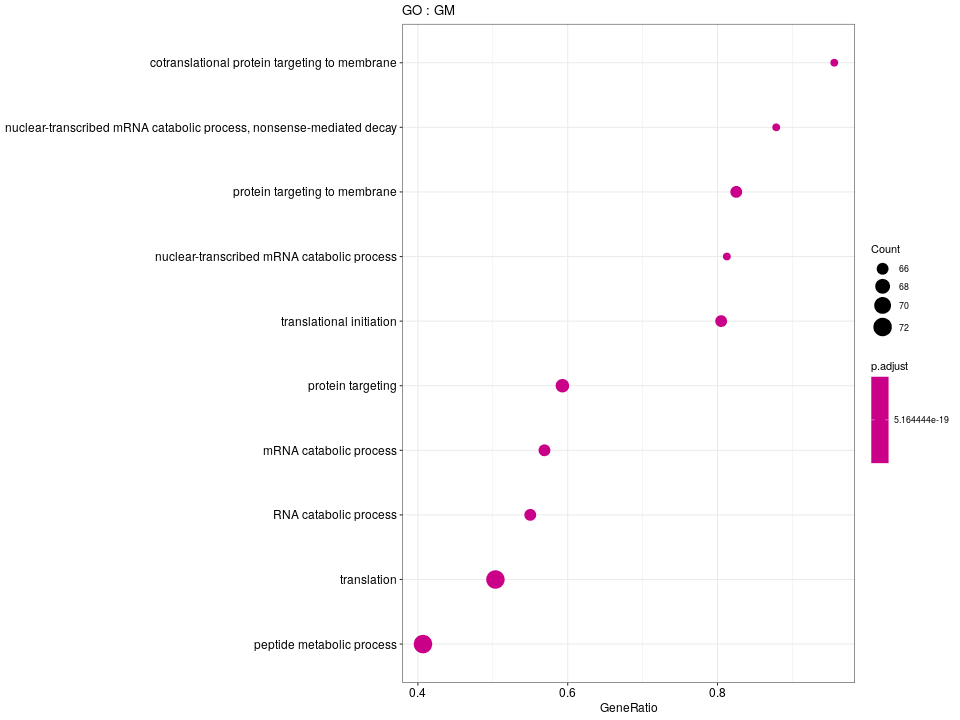 GO : GM
cotranslational protein targeting to membrane
nuclear-transcribed mRNA catabolic process, nonsense-mediated decay
protein targeting to membrane
nuclear-transcribed mRNA catabolic process
translational initiation
protein targeting
mRNA catabolic process
RNA catabolic process
translation
peptide metabolic process
0.4 0.6 0.8
GeneRatio
Count
66
68
70
72
p.adjust
5.164444e-19